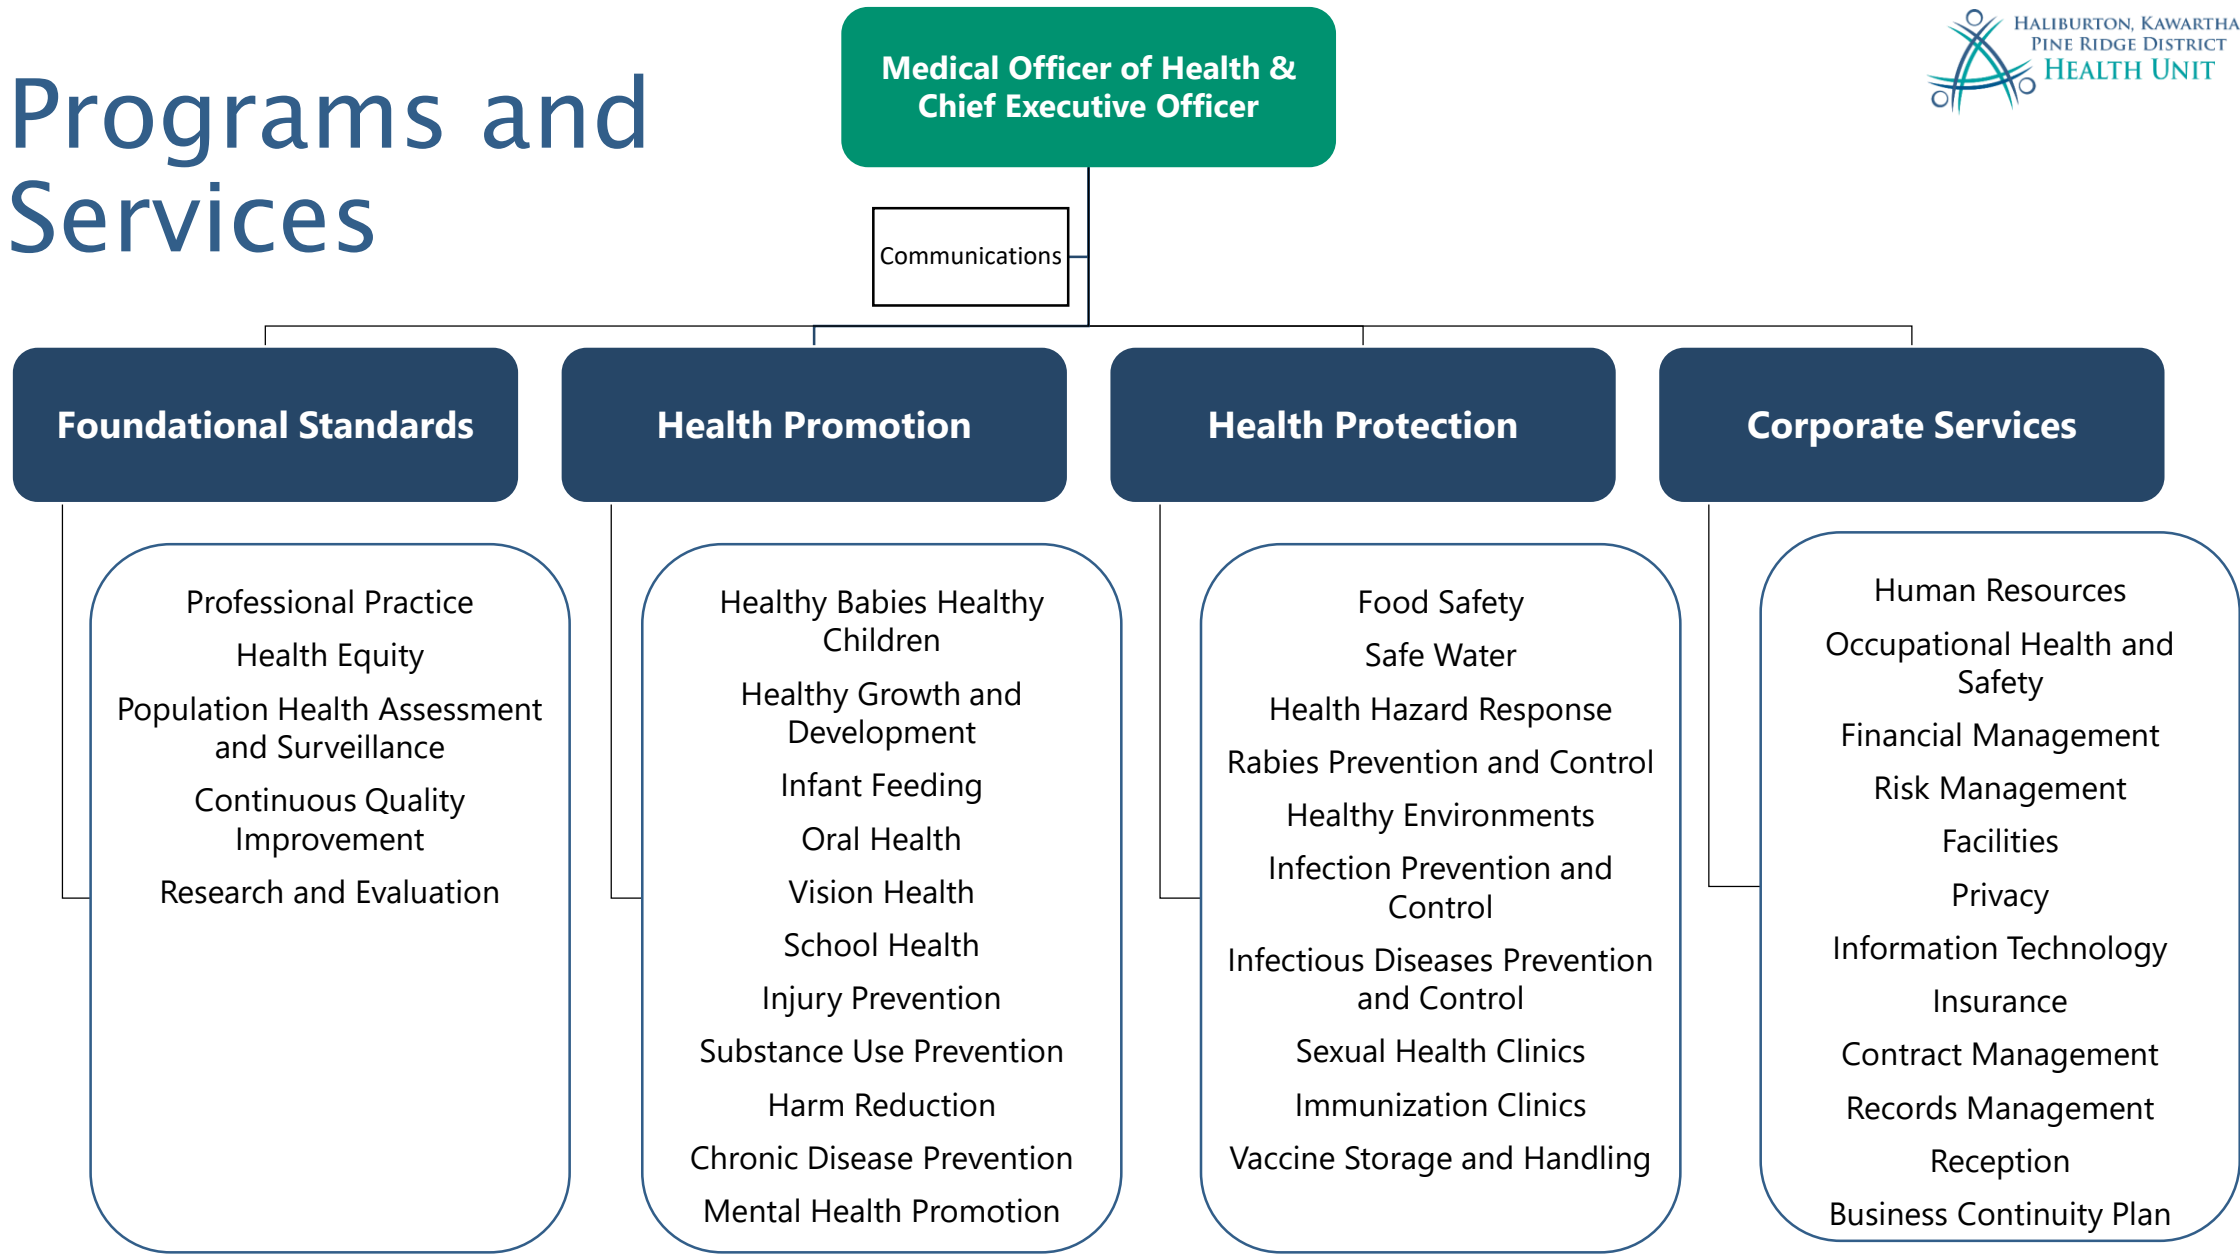 Programs and
Services
Medical Officer of Health &
Chief Executive Officer
HALIBURTON, KAWARTHA
PINE RIDGE DISTRICT
HEALTH UNIT
Communications
Foundational Standards
Health Promotion
Health Protection
Corporate Services
Professional Practice
Health Equity
Population Health Assessment
and Surveillance
Continuous Quality
Improvement
Research and Evaluation
Healthy Babies Healthy
Children
Healthy Growth and
Development
Infant Feeding
Oral Health
Vision Health
School Health
Injury Prevention
Substance Use Prevention
Harm Reduction
Chronic Disease Prevention
Mental Health Promotion
Food Safety
Safe Water
Health Hazard Response
Rabies Prevention and Control
Healthy Environments
Infection Prevention and
Control
Infectious Diseases Prevention
and Control
Sexual Health Clinics
Immunization Clinics
Vaccine Storage and Handling
Human Resources
Occupational Health and
Safety
Financial Management
Risk Management
Facilities
Privacy
Information Technology
Insurance
Contract Management
Records Management
Reception
Business Continuity Plan